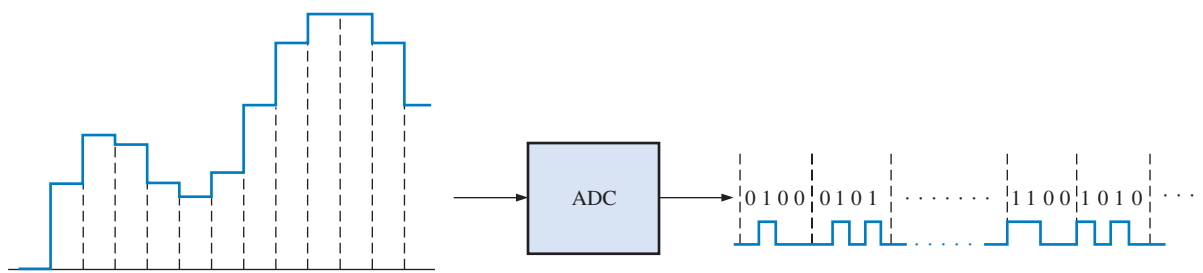 ADC
0 1 0 0 0 1 0 1 . . . . . . . 1 1 0 0 1 0 1 0 . . .